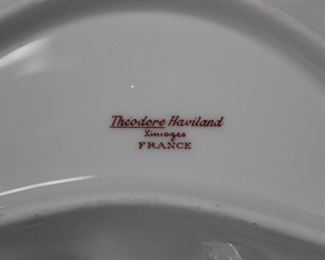 Theodore Haviland
Limoges
FRANCE